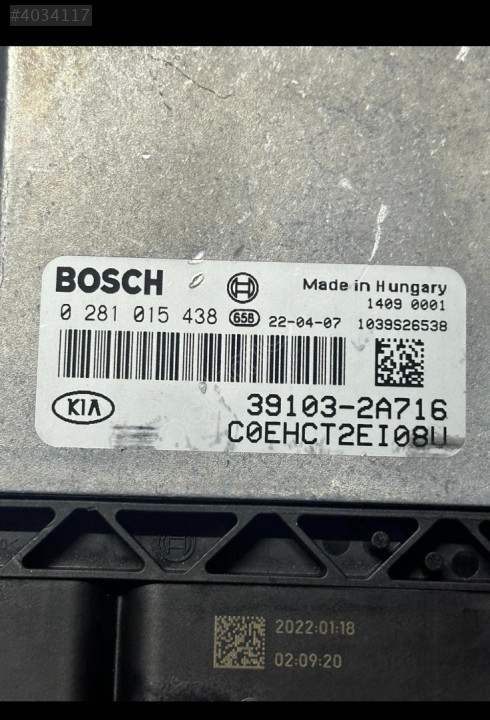 #4034117
BOSCH Made in Hungary
1409 0001
0 281 015 438 65B 22-04-07 1039S26538
KIA 39103-2A716
C0EHCT2EI08U
2022:01:18
02:09:20